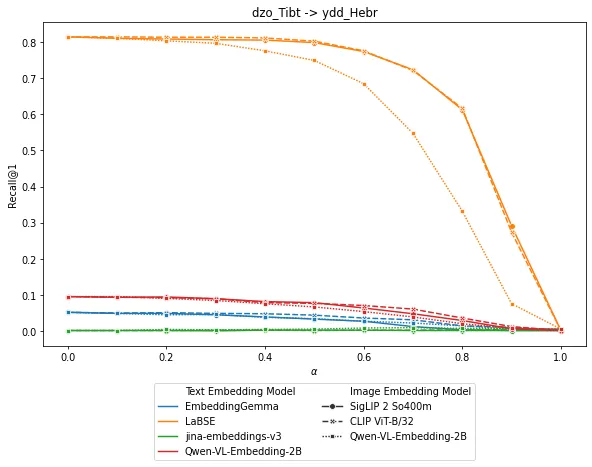 dzo_Tibt -> ydd_Hebr
Recall@1
0.8
0.7
0.6
0.5
0.4
0.3
0.2
0.1
0.0
0.0 0.2 0.4 0.6 0.8 1.0
α
Text Embedding Model
EmbeddingGemma
LaBSE
jina-embeddings-v3
Qwen-VL-Embedding-2B
Image Embedding Model
SigLIP 2 So400m
CLIP ViT-B/32
Qwen-VL-Embedding-2B